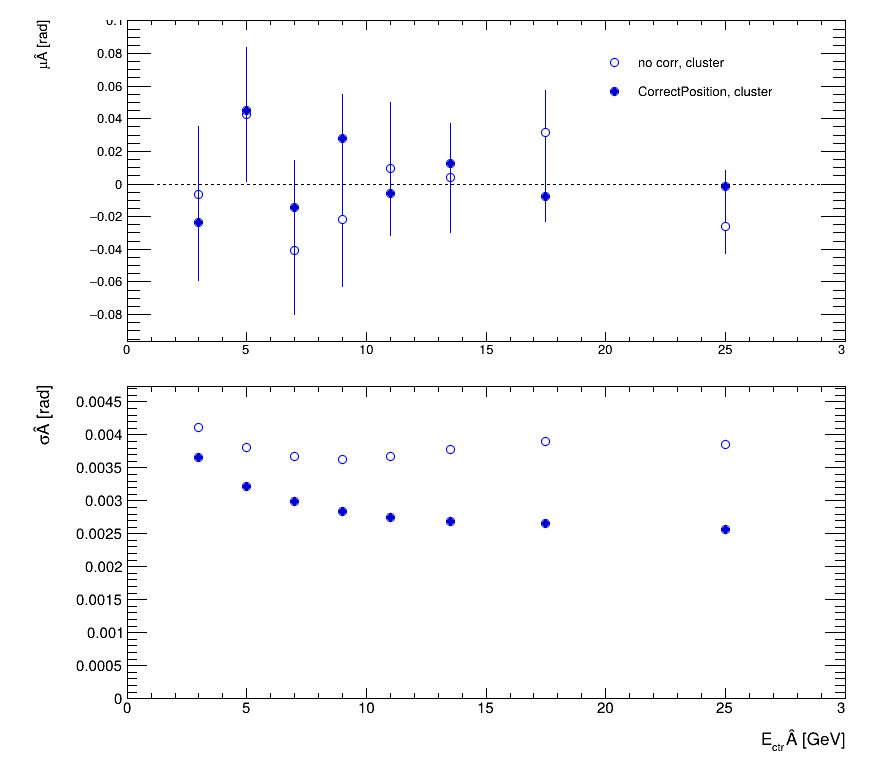 0.1
μÂ [rad]
0.08
0.06
0.04
0.02
0
−0.02
−0.04
−0.06
−0.08
no corr, cluster
CorrectPosition, cluster
0 5 10 15 20 25 3
σÂ [rad]
0.0045
0.004
0.0035
0.003
0.0025
0.002
0.0015
0.001
0.0005
0
0 5 10 15 20 25 3
EctrÂ [GeV]